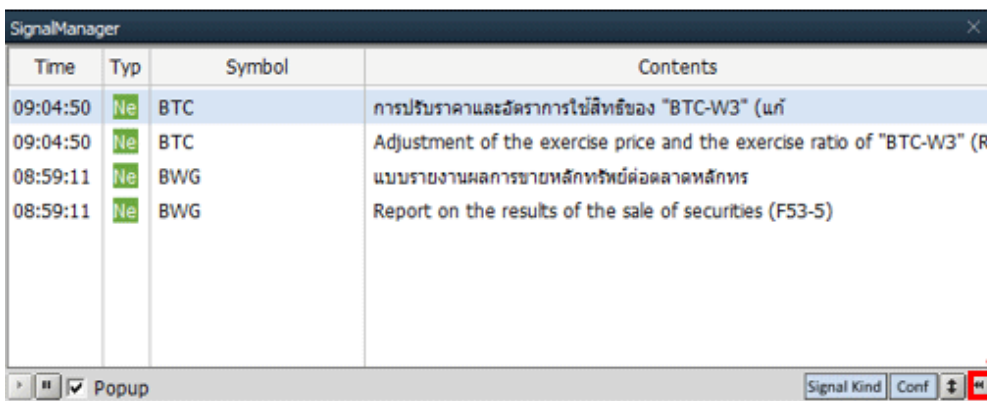 SignalManager
Time Typ Symbol Contents
09:04:50 Ne BTC การปรับราคาและอัตราการใช้สิทธิของ "BTC-W3" (แก้
09:04:50 Ne BTC Adjustment of the exercise price and the exercise ratio of "BTC-W3" (R
08:59:11 Ne BWG แบบรายงานผลการขายหลักทรัพย์ต่อตลาดหลักทร
08:59:11 Ne BWG Report on the results of the sale of securities (F53-5)
Popup Signal Kind Conf